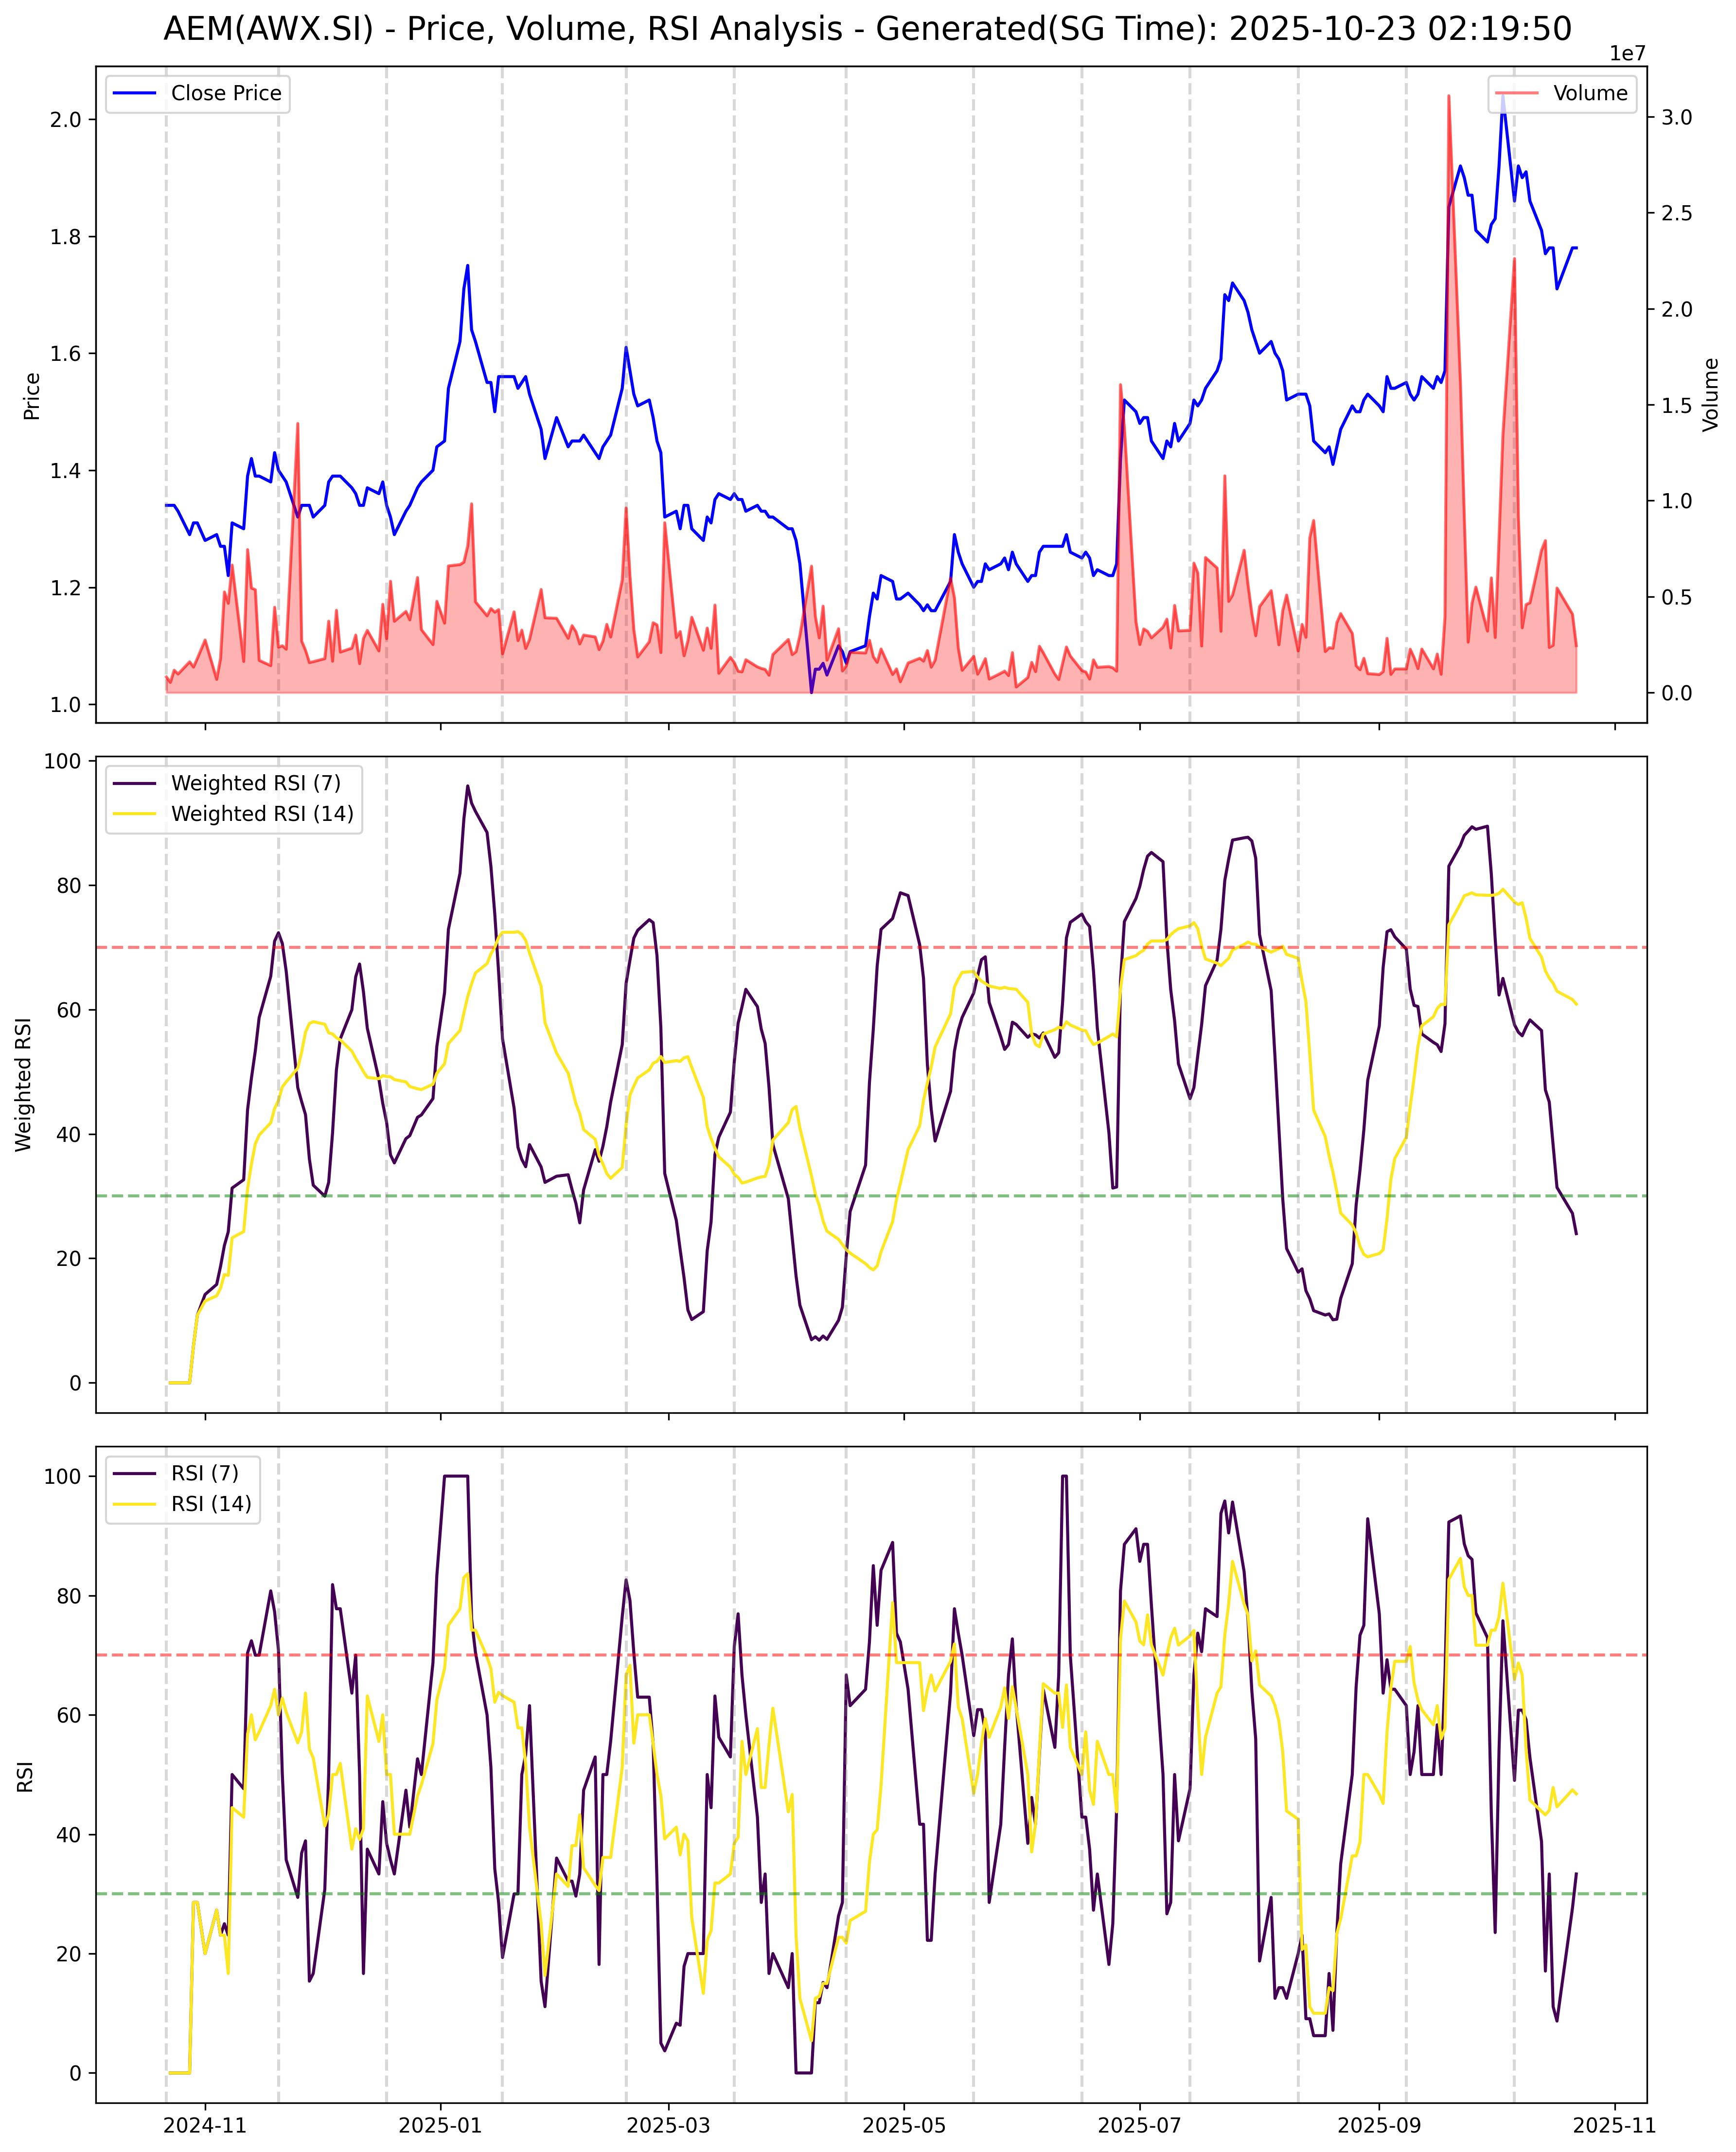 AEM(AWX.SI) - Price, Volume, RSI Analysis - Generated(SG Time): 2025-10-23 02:19:50
1e7
Close Price
Volume
2.0
1.8
1.6
1.4
1.2
1.0
Price
3.0
2.5
2.0
1.5
1.0
0.5
0.0
Volume
Weighted RSI (7)
Weighted RSI (14)
100
80
60
40
20
0
Weighted RSI
RSI (7)
RSI (14)
100
80
60
40
20
0
RSI
2024-11
2025-01
2025-03
2025-05
2025-07
2025-09
2025-11